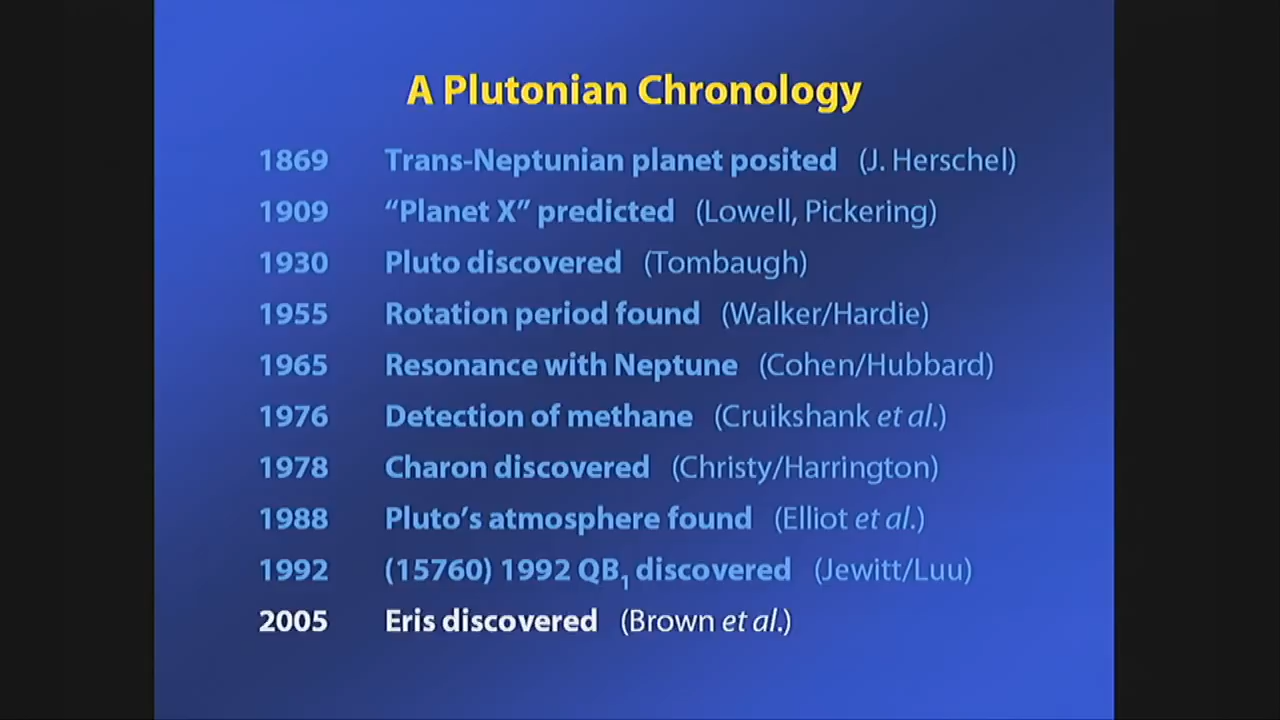 A Plutonian Chronology
1869 Trans-Neptunian planet posited (J. Herschel)
1909 “Planet X” predicted (Lowell, Pickering)
1930 Pluto discovered (Tombaugh)
1955 Rotation period found (Walker/Hardie)
1965 Resonance with Neptune (Cohen/Hubbard)
1976 Detection of methane (Cruikshank et al.)
1978 Charon discovered (Christy/Harrington)
1988 Pluto’s atmosphere found (Elliot et al.)
1992 (15760) 1992 QB₁ discovered (Jewitt/Luu)
2005 Eris discovered (Brown et al.)